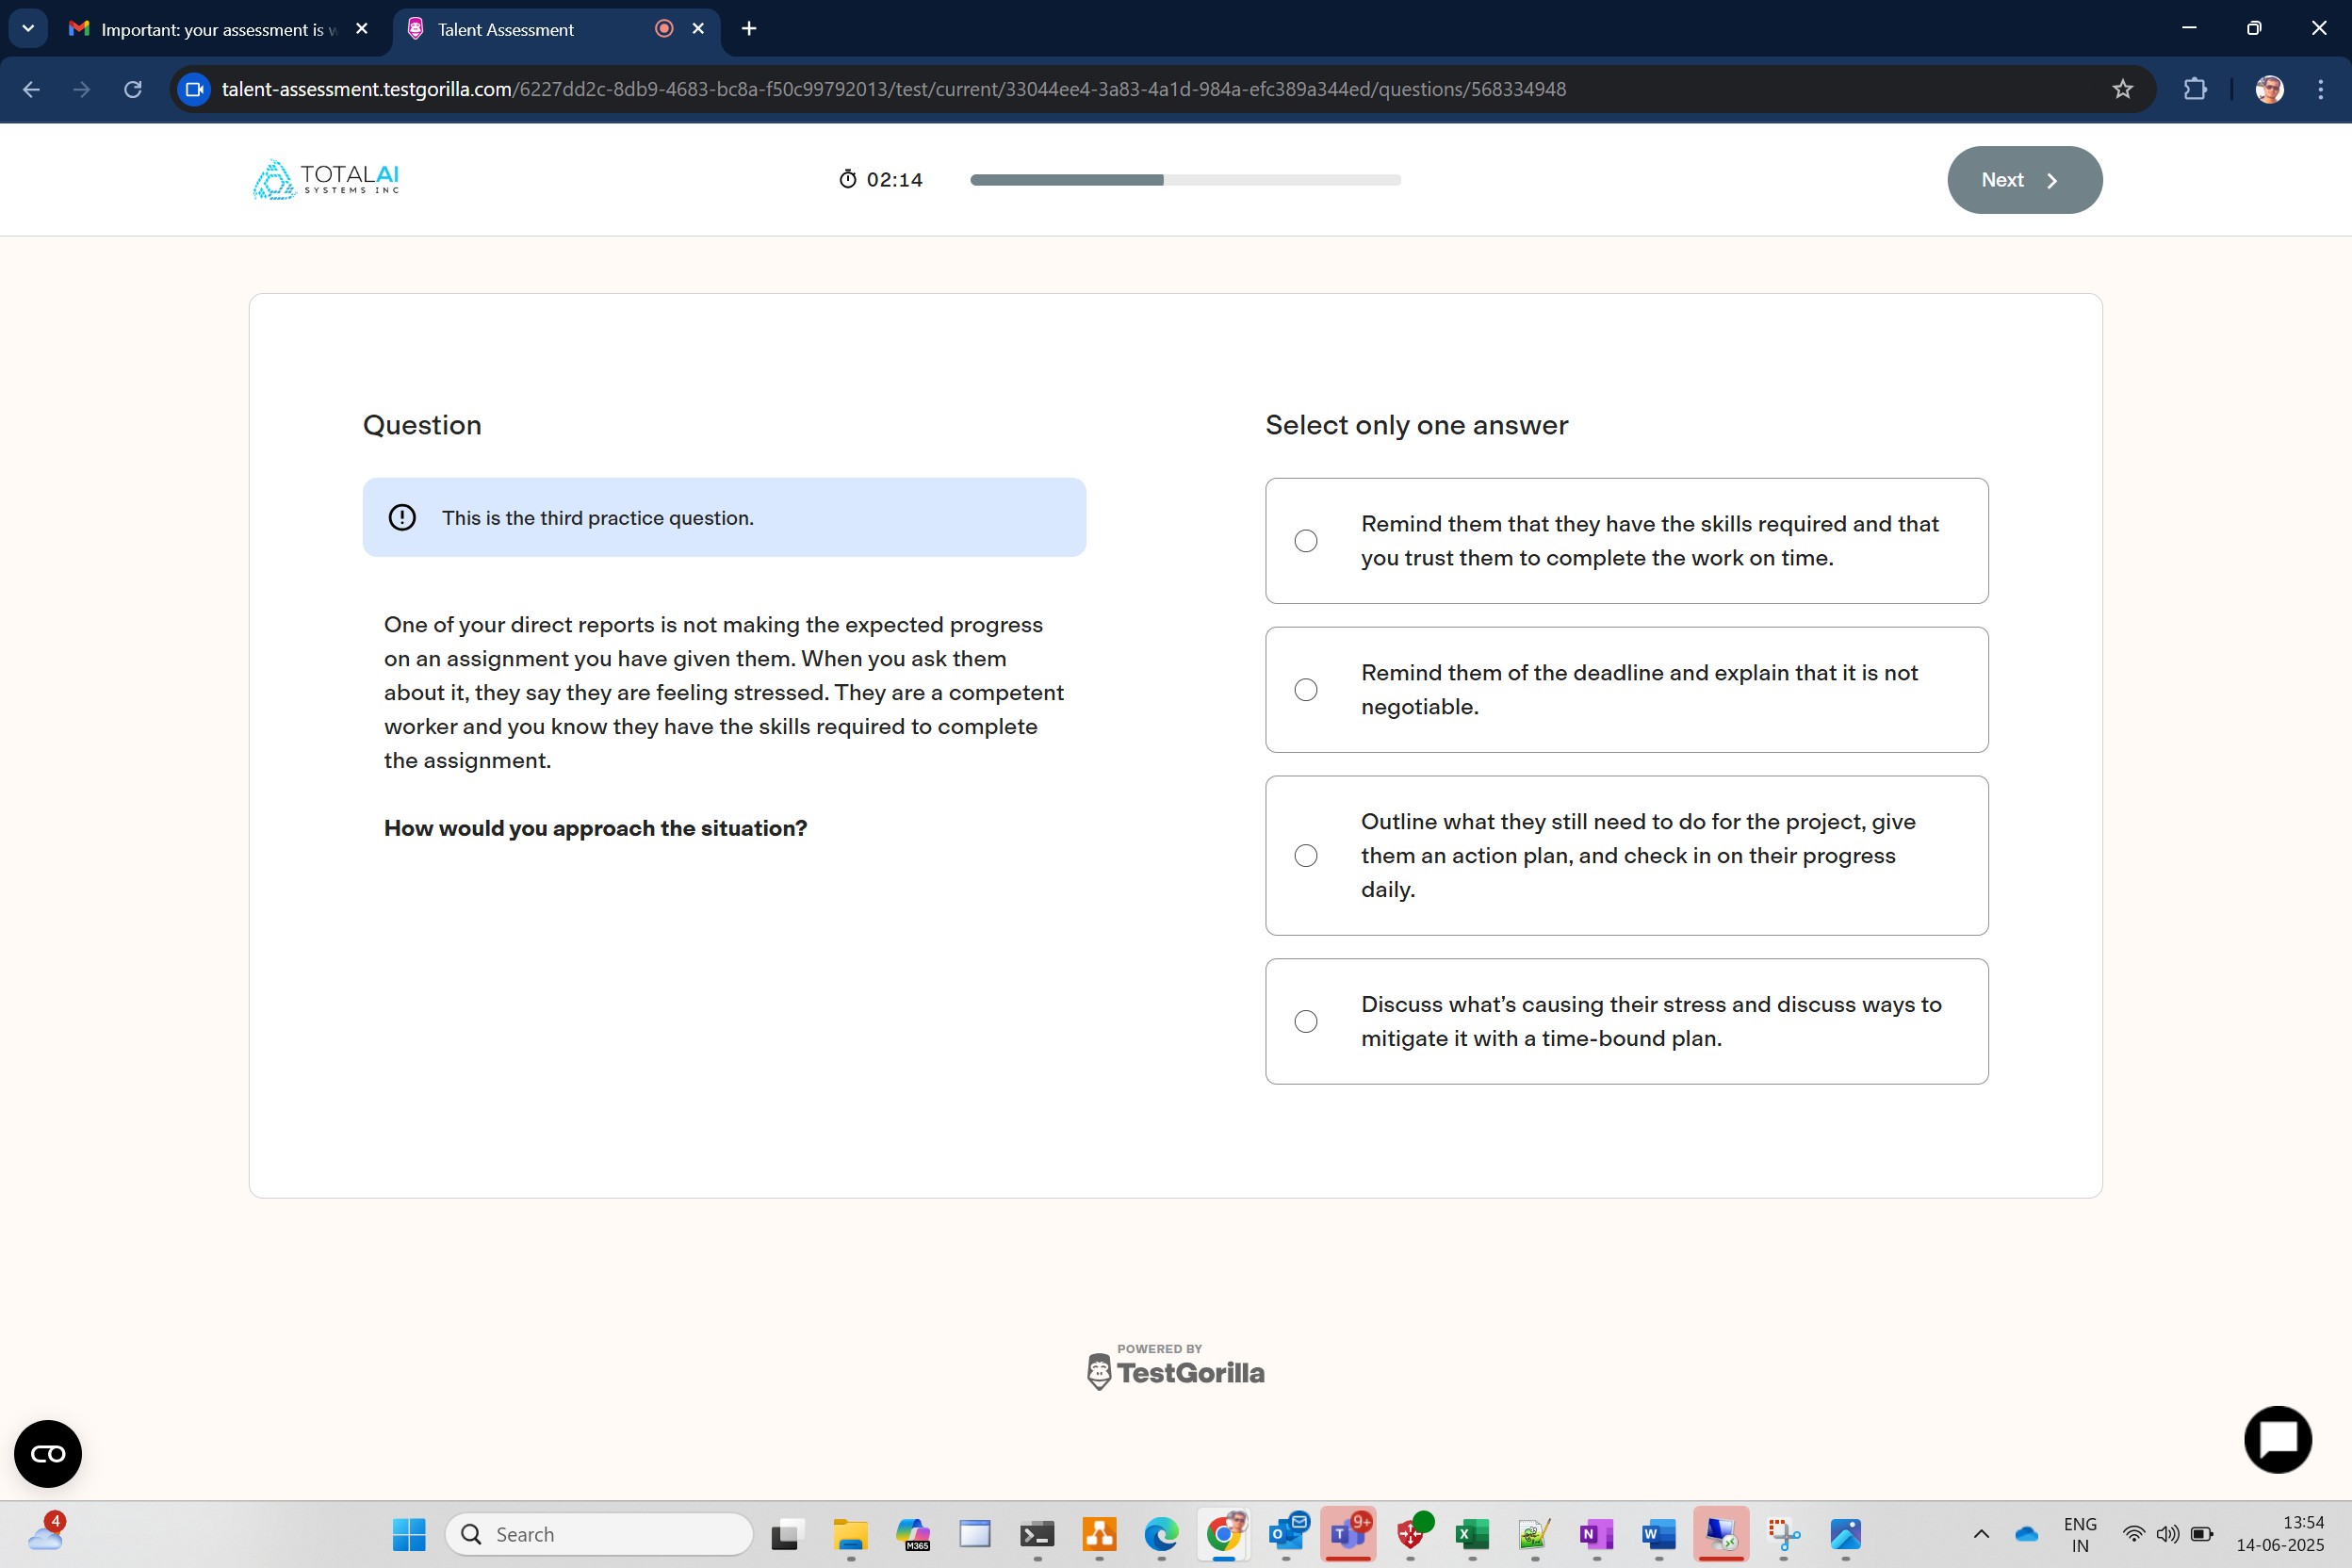 Important: your assessment is w
Talent Assessment
talent-assessment.testgorilla.com/6227dd2c-8db9-4683-bc8a-f50c99792013/test/current/33044ee4-3a83-4a1d-984a-efc389a344ed/questions/568334948
TOTALAI
SYSTEMS INC
02:14
Next
Question
This is the third practice question.
One of your direct reports is not making the expected progress
on an assignment you have given them. When you ask them
about it, they say they are feeling stressed. They are a competent
worker and you know they have the skills required to complete
the assignment.
How would you approach the situation?
Select only one answer
Remind them that they have the skills required and that
you trust them to complete the work on time.
Remind them of the deadline and explain that it is not
negotiable.
Outline what they still need to do for the project, give
them an action plan, and check in on their progress
daily.
Discuss what’s causing their stress and discuss ways to
mitigate it with a time-bound plan.
POWERED BY
TestGorilla
4
Search
M365
9+
ENG
IN
13:54
14-06-2025